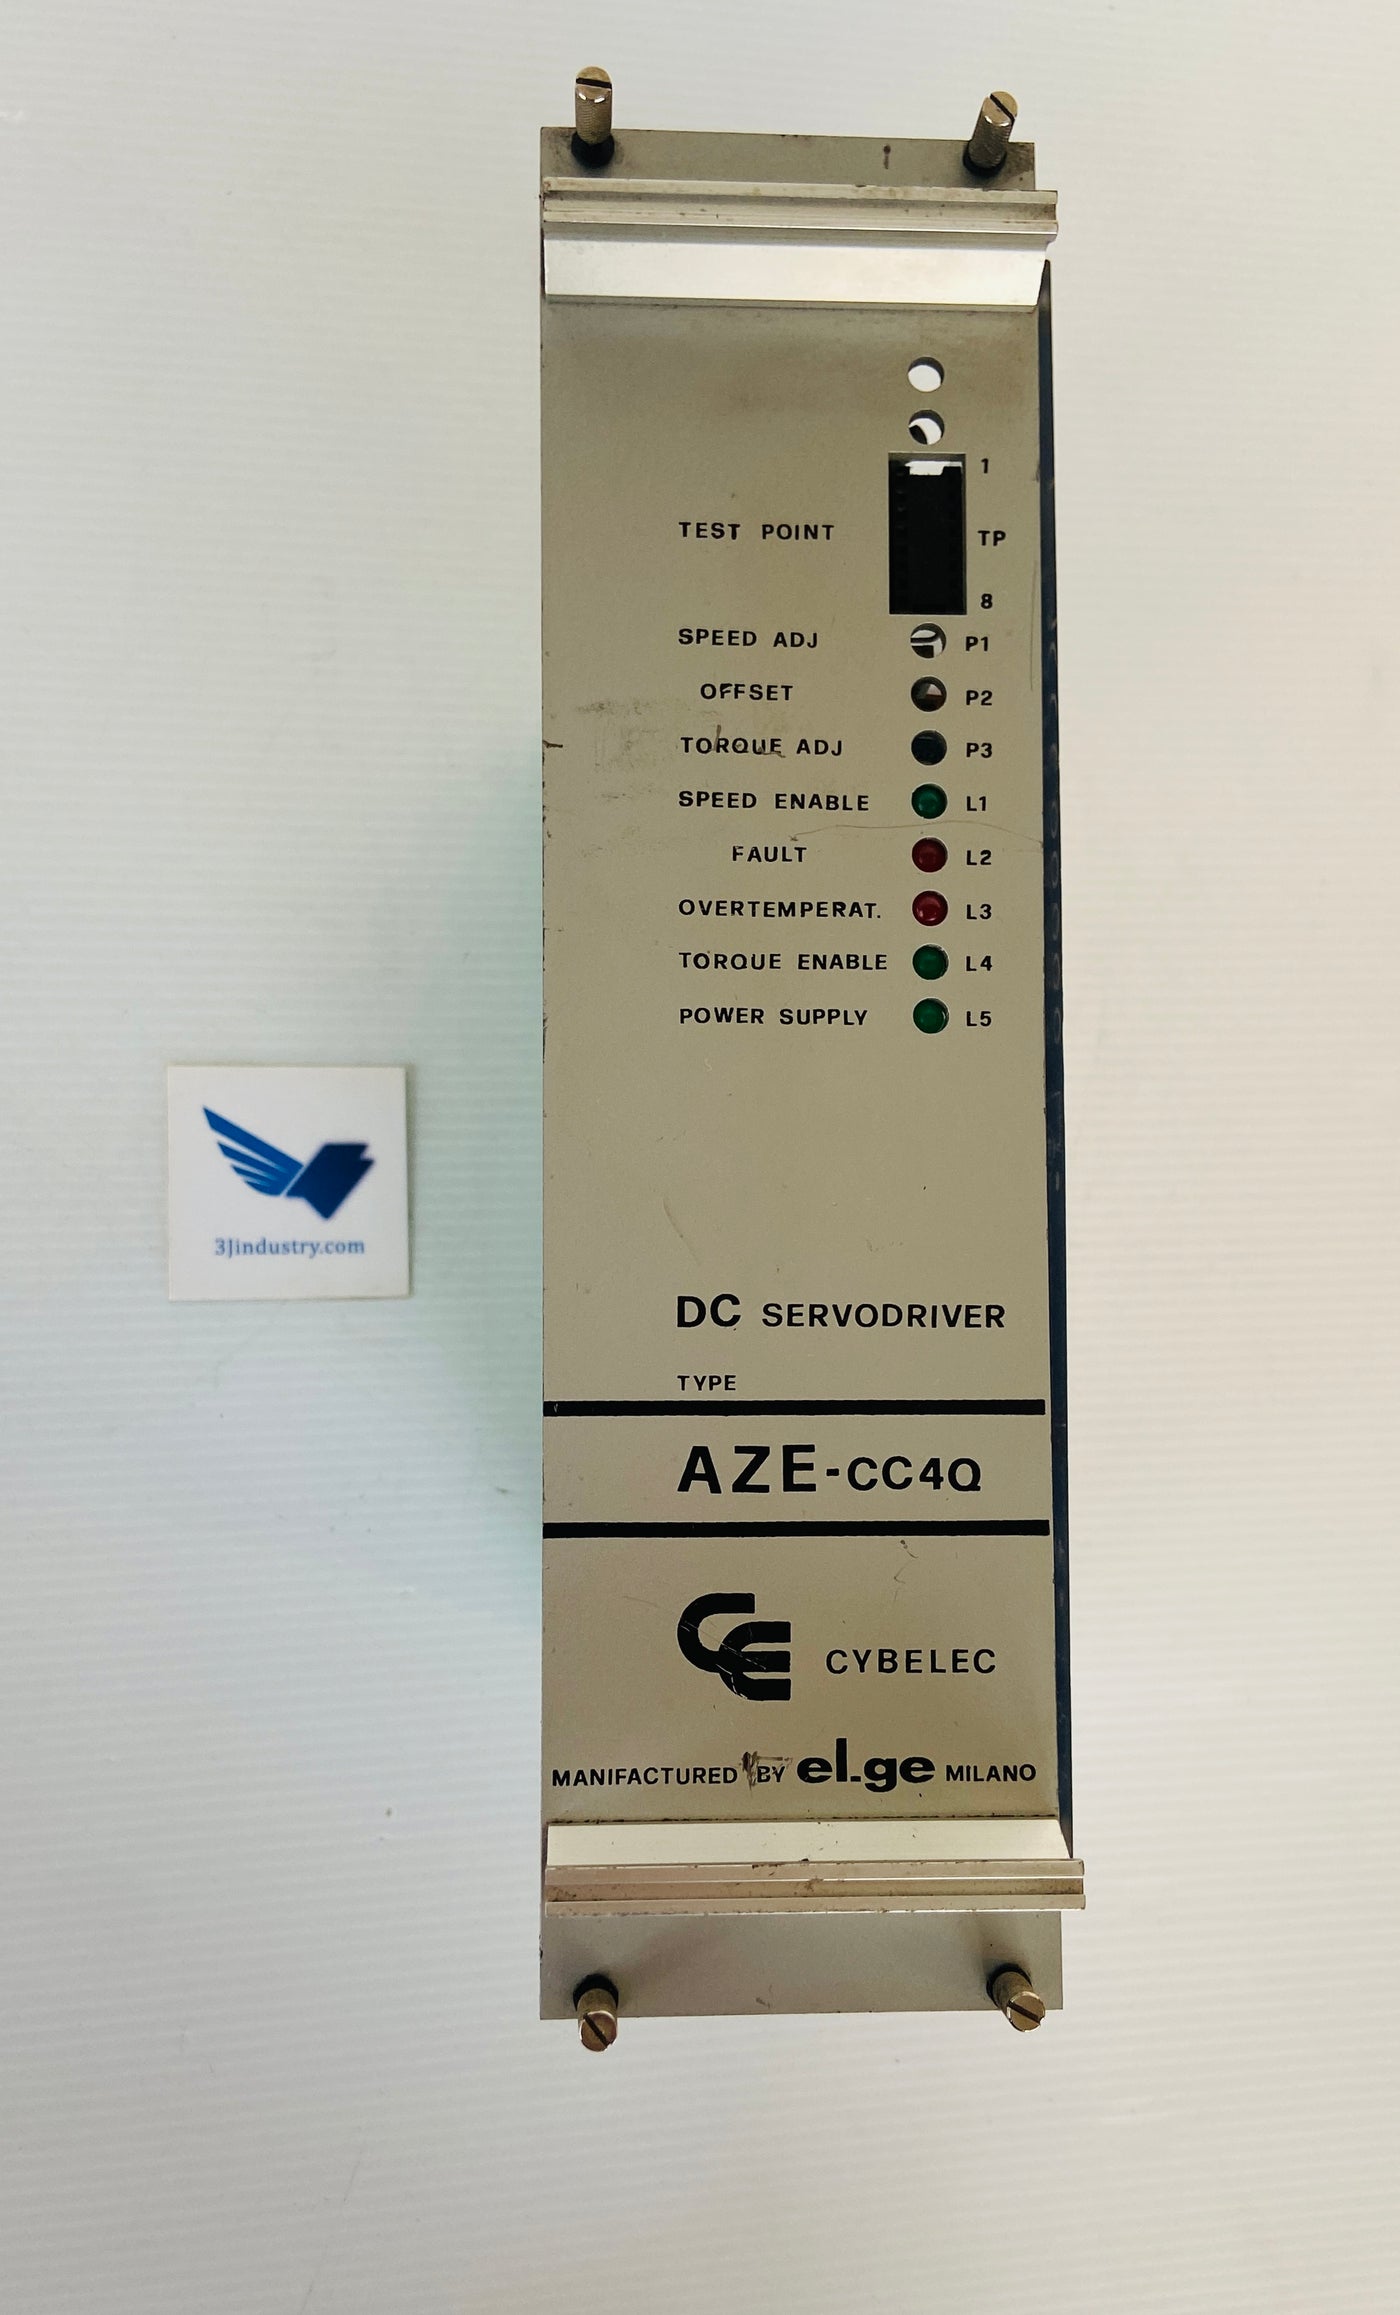 1
TEST POINT TP
8
SPEED ADJ P1
OFFSET P2
TORQUE ADJ P3
SPEED ENABLE L1
FAULT L2
OVERTEMPERAT. L3
TORQUE ENABLE L4
POWER SUPPLY L5
3Jindustry.com
DC SERVODRIVER
TYPE
AZE-CC4Q
CE CYBELEC
MANIFACTURED BY el.ge MILANO